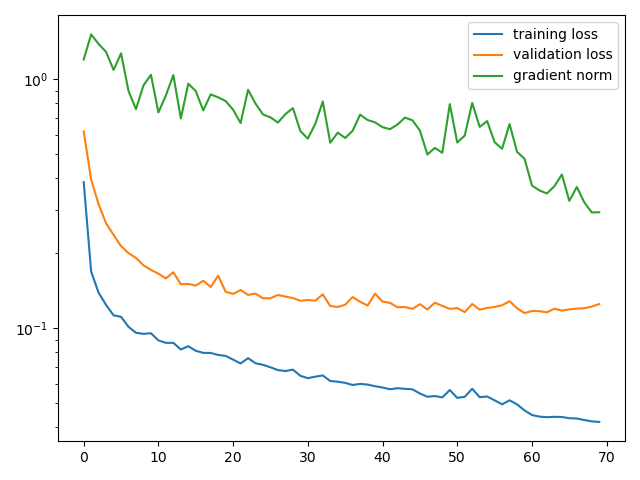 training loss
validation loss
gradient norm
10⁰
10⁻¹
0 10 20 30 40 50 60 70